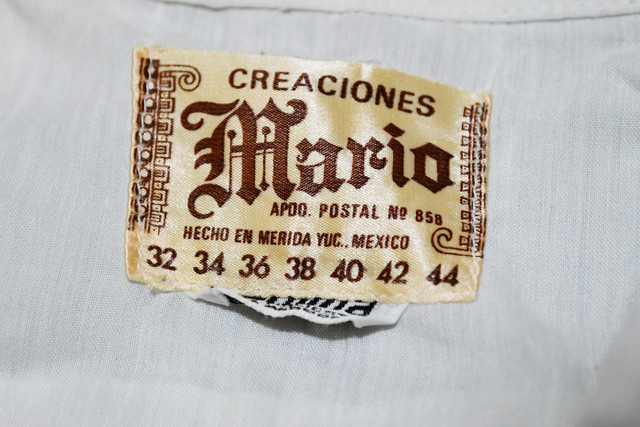 CREACIONES
Mario
APDO. POSTAL Nº 858
HECHO EN MERIDA YUC., MEXICO
32 34 36 38 40 42 44